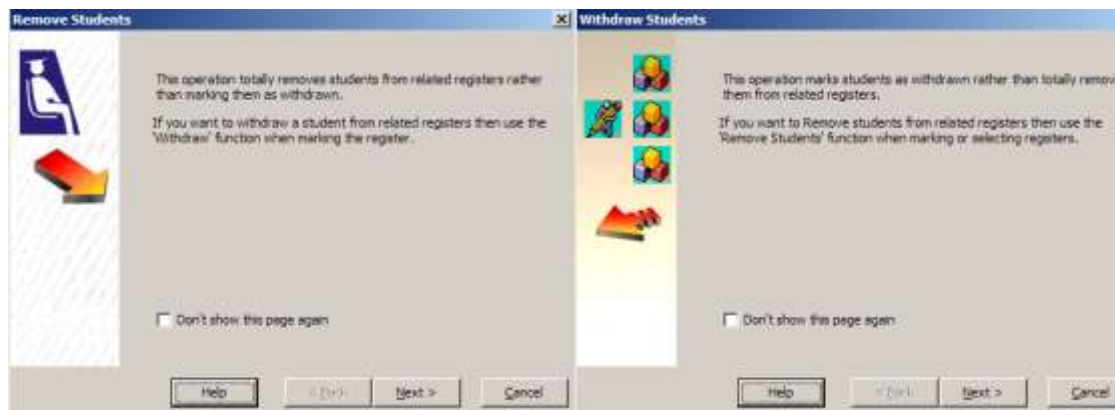 Remove Students
This operation totally removes students from related registers rather
than marking them as withdrawn.
If you want to withdraw a student from related registers then use the
'Withdraw' function when marking the register.
Don't show this page again
Help
< Back
Next >
Cancel
Withdraw Students
This operation marks students as withdrawn rather than totally remov
them from related registers.
If you want to Remove students from related registers then use the
'Remove Students' function when marking or selecting registers.
Don't show this page again
Help
< Back
Next >
Cancel